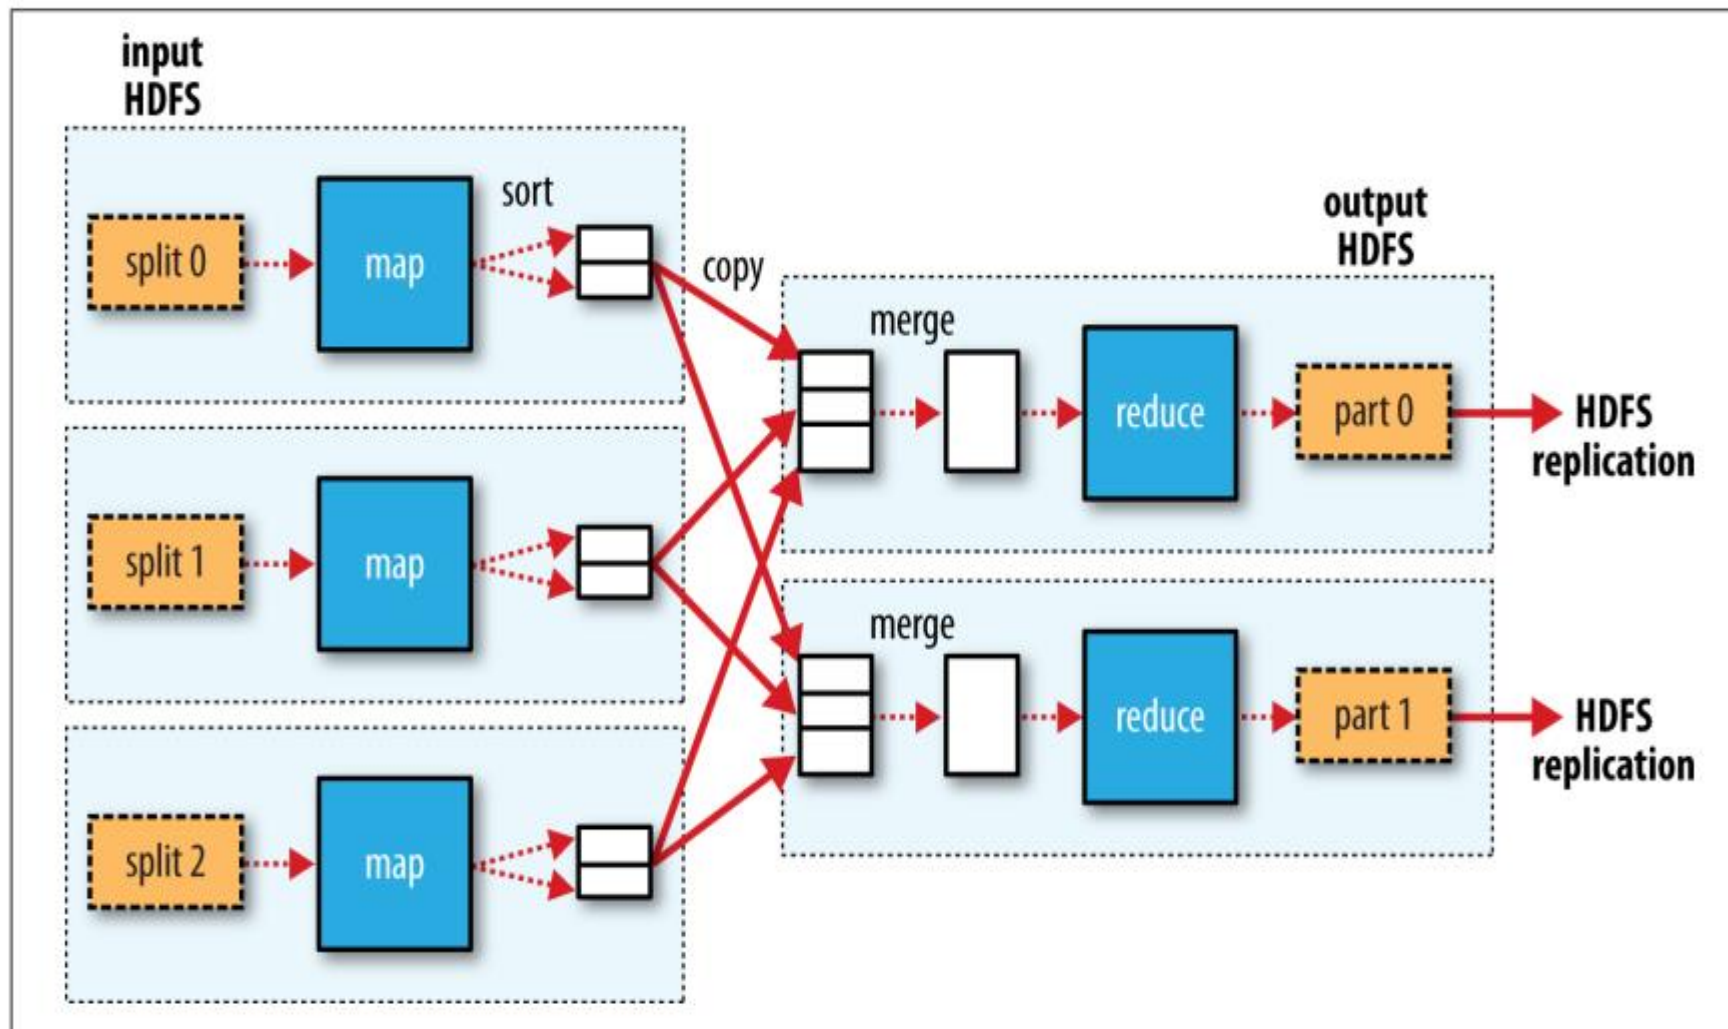 input
HDFS
split 0
map
sort
copy
split 1
map
split 2
map
output
HDFS
merge
reduce
part 0
HDFS
replication
merge
reduce
part 1
HDFS
replication